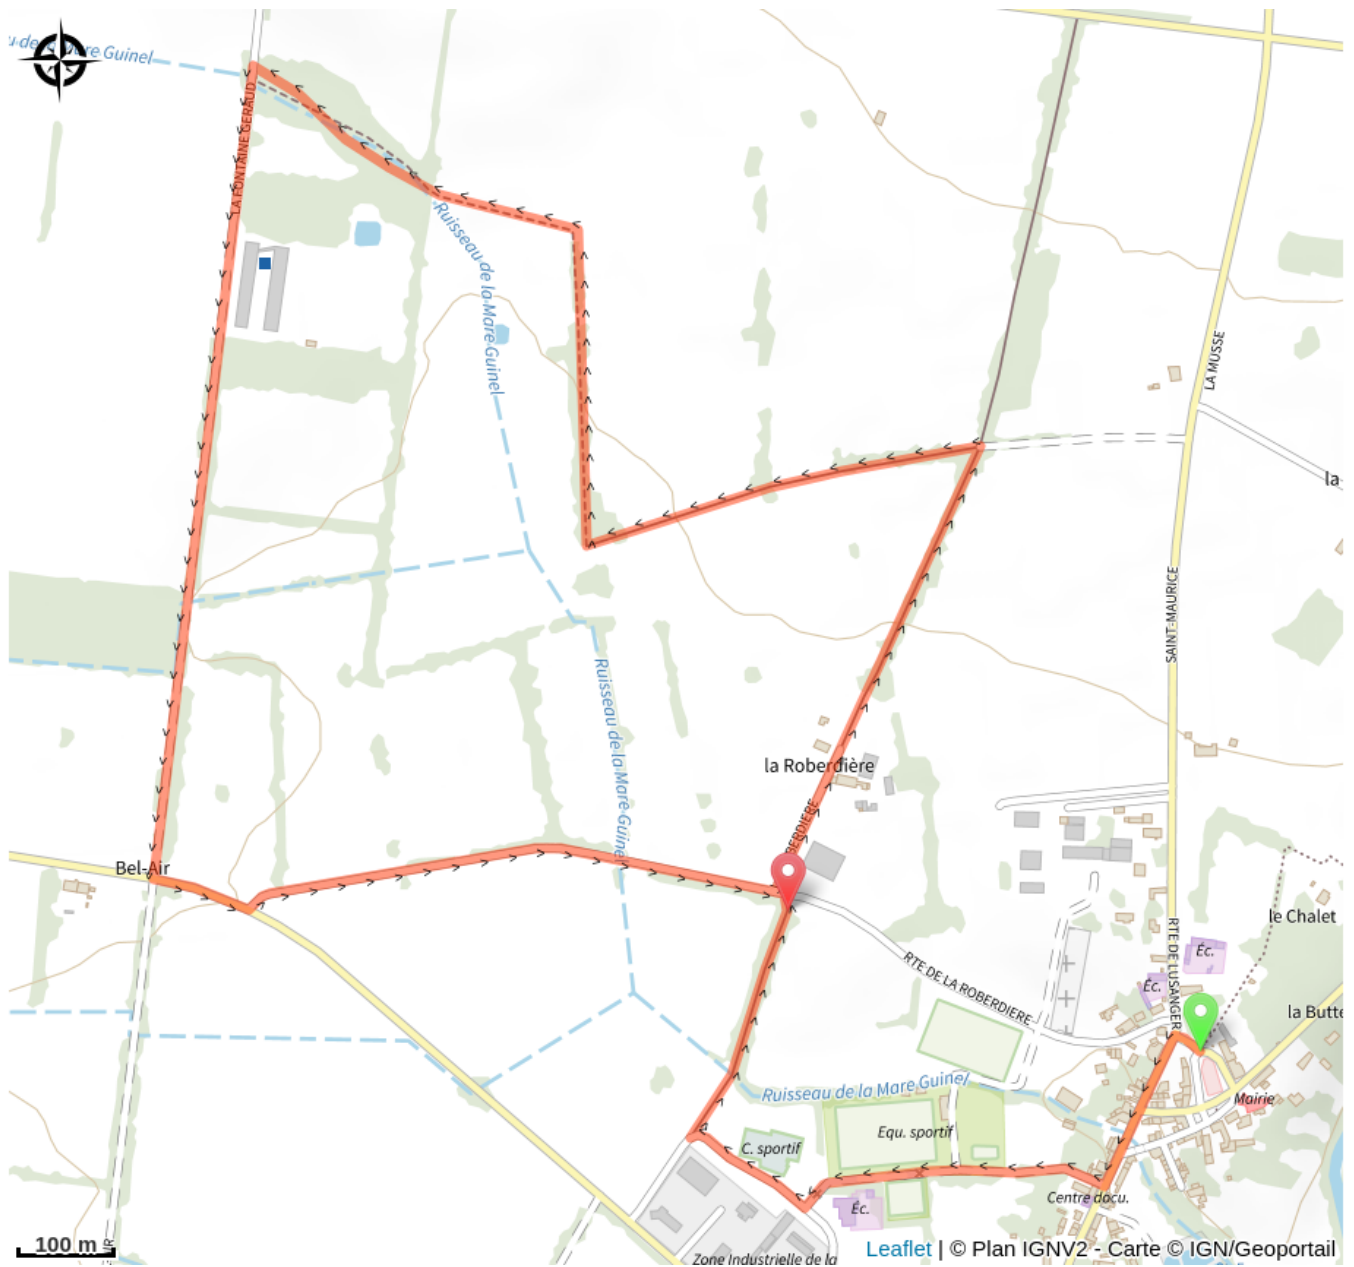 Mare Guinel
LA FONTAINE GERAUD
Ruisseau de la Mare Guinel
LA MUSSE
la
SAINT-MAURICE
Ruisseau de la Mare Guinel
la Roberdière
BERDIERE
Bel-Air
le Chalet
RTE DE LUSANGER
Éc.
Éc.
RTE DE LA ROBERDIERE
la Butte
Ruisseau de la Mare Guinel
Mairie
Equ. sportif
C. sportif
Centre docu.
Éc.
100 m
Zone Industrielle de la
Leaflet | © Plan IGNV2 - Carte © IGN/Geoportail